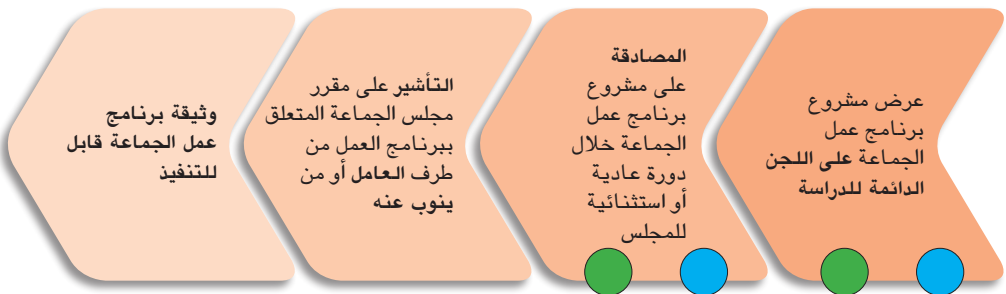 عرض مشروع
برنامج عمل
الجماعة على اللجن
الدائمة للدراسة
المصادقة
على مشروع
برنامج عمل
الجماعة خلال
دورة عادية
أو استثنائية
للمجلس
التأشير على مقرر
مجلس الجماعة المتعلق
ببرنامج العمل من
طرف العامل أو من
ينوب عنه
وثيقة برنامج
عمل الجماعة قابل
للتنفيذ